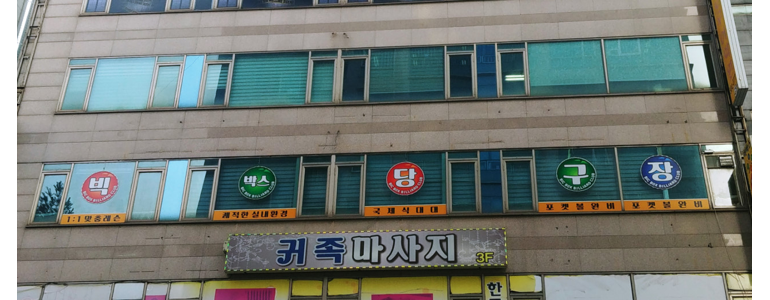 빅 박스 당 구 장
1:1맞춤레슨 쾌적한실내환경 국제식대대 포켓볼완비 포켓볼완비
귀족마사지 3F
한